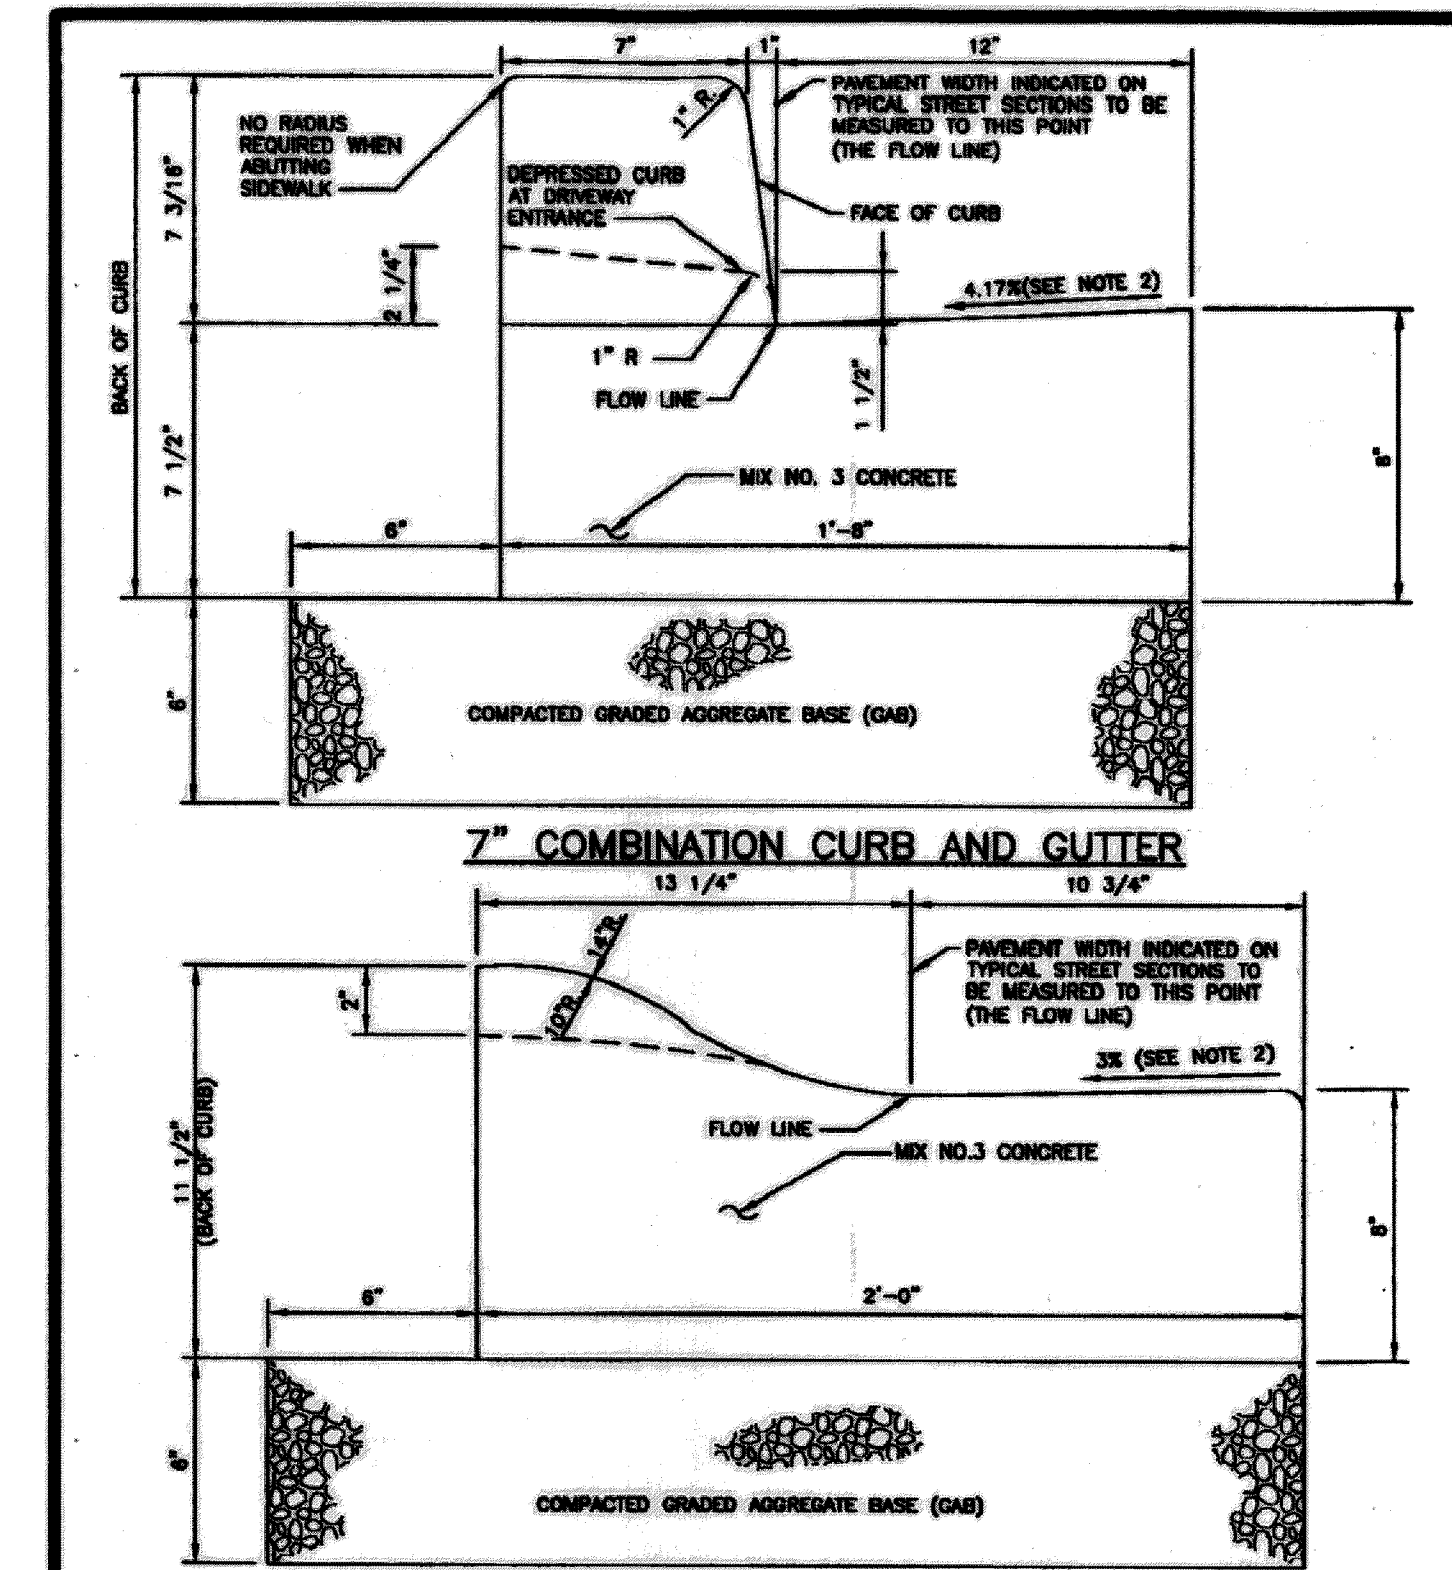 7" 1" 12"
PAVEMENT WIDTH INDICATED ON
TYPICAL STREET SECTIONS TO BE
MEASURED TO THIS POINT
(THE FLOW LINE)
1" R.
NO RADIUS
REQUIRED WHEN
ABUTTING
SIDEWALK
7 3/16"
DEPRESSED CURB
AT DRIVEWAY
ENTRANCE
FACE OF CURB
BACK OF CURB
2 1/4"
4.17%(SEE NOTE 2)
1" R
FLOW LINE
1 1/2"
7 1/2"
8"
MIX NO. 3 CONCRETE
6" 1'-8"
6"
COMPACTED GRADED AGGREGATE BASE (GAB)
7" COMBINATION CURB AND GUTTER
13 1/4" 10 3/4"
14"R.
10"R.
2"
PAVEMENT WIDTH INDICATED ON
TYPICAL STREET SECTIONS TO
BE MEASURED TO THIS POINT
(THE FLOW LINE)
3% (SEE NOTE 2)
11 1/2"
(BACK OF CURB)
FLOW LINE
MIX NO.3 CONCRETE
8"
6" 2'-0"
6"
COMPACTED GRADED AGGREGATE BASE (GAB)